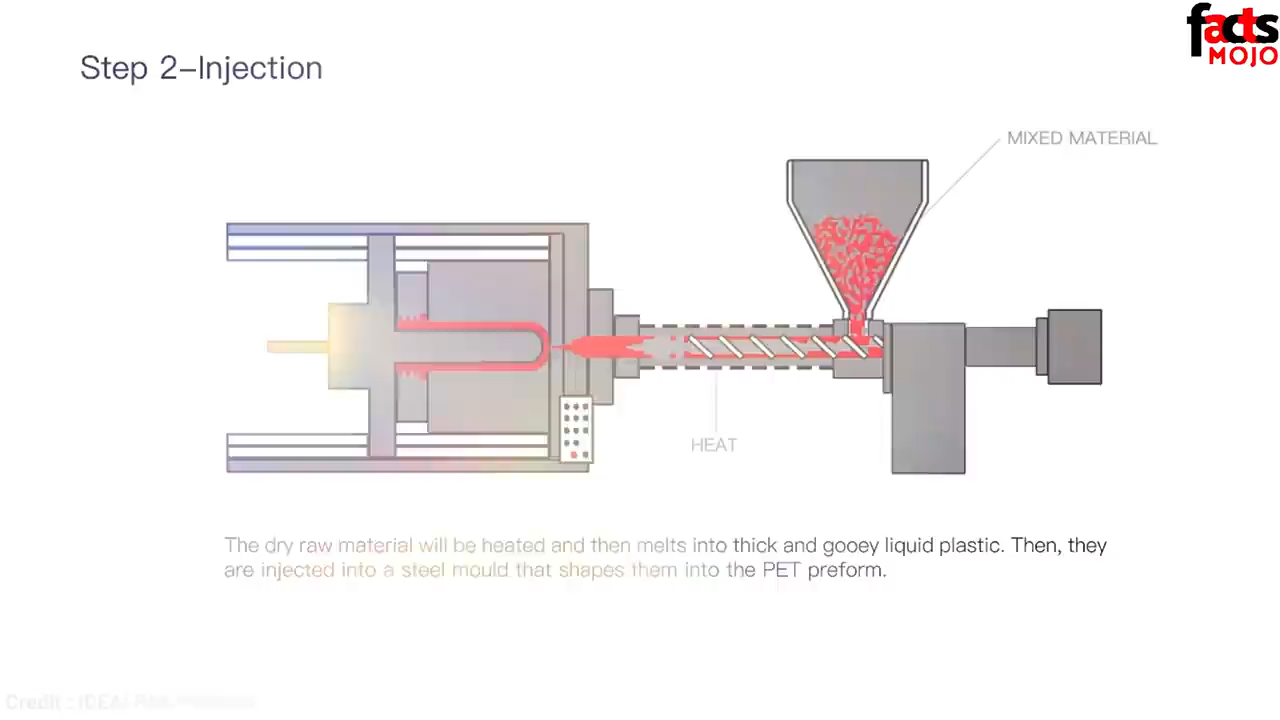 facts
MOJO
Step 2-Injection
MIXED MATERIAL
HEAT
The dry raw material will be heated and then melts into thick and gooey liquid plastic. Then, they
are injected into a steel mould that shapes them into the PET preform.
Credit :